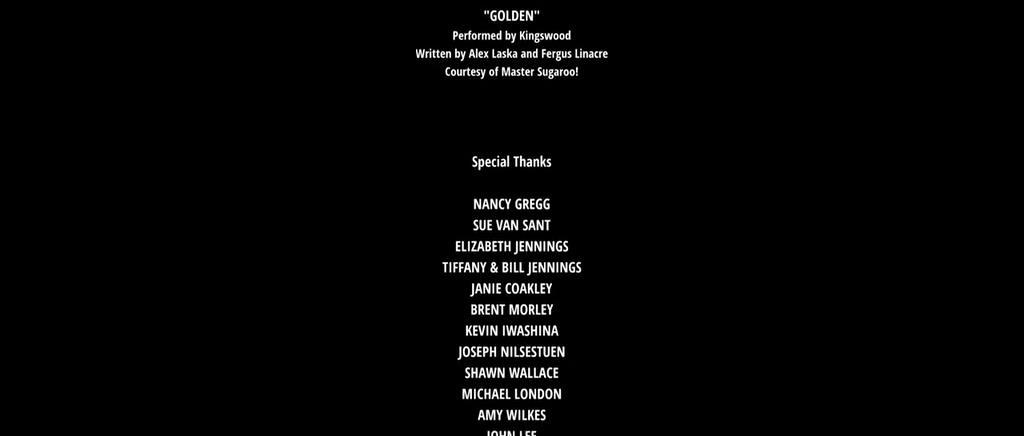 "GOLDEN"
Performed by Kingswood
Written by Alex Laska and Fergus Linacre
Courtesy of Master Sugaroo!
Special Thanks
NANCY GREGG
SUE VAN SANT
ELIZABETH JENNINGS
TIFFANY & BILL JENNINGS
JANIE COAKLEY
BRENT MORLEY
KEVIN IWASHINA
JOSEPH NILSESTUEN
SHAWN WALLACE
MICHAEL LONDON
AMY WILKES
JOHN LEE